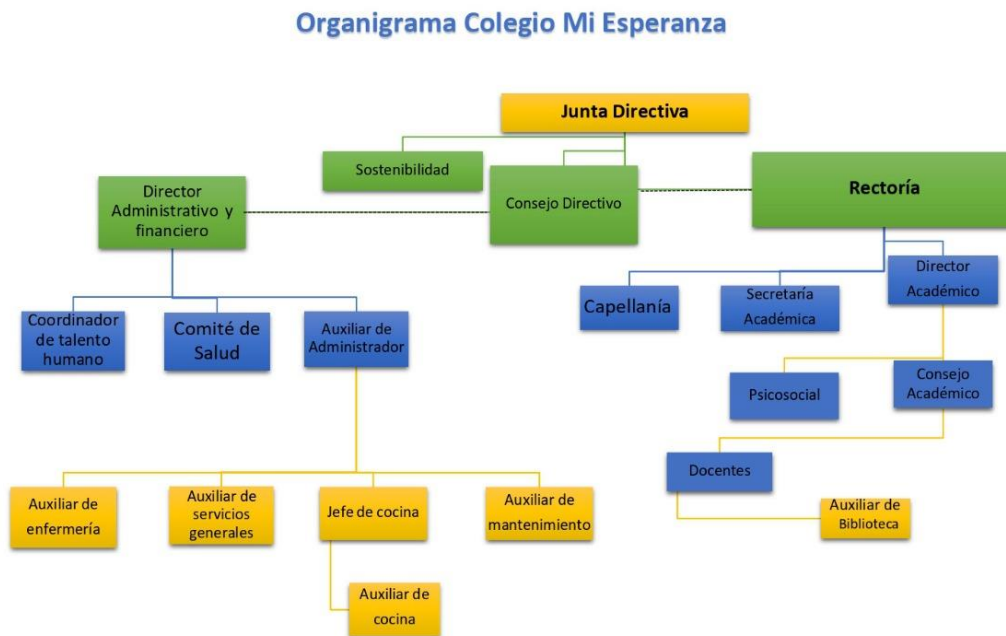 Organigrama Colegio Mi Esperanza
Junta Directiva
Sostenibilidad
Consejo Directivo
Rectoría
Director
Administrativo y
financiero
Director
Académico
Capellanía
Secretaría
Académica
Coordinador
de talento
humano
Comité de
Salud
Auxiliar de
Administrador
Psicosocial
Consejo
Académico
Docentes
Auxiliar de
enfermería
Auxiliar de
servicios
generales
Jefe de cocina
Auxiliar de
mantenimiento
Auxiliar de
Biblioteca
Auxiliar de
cocina